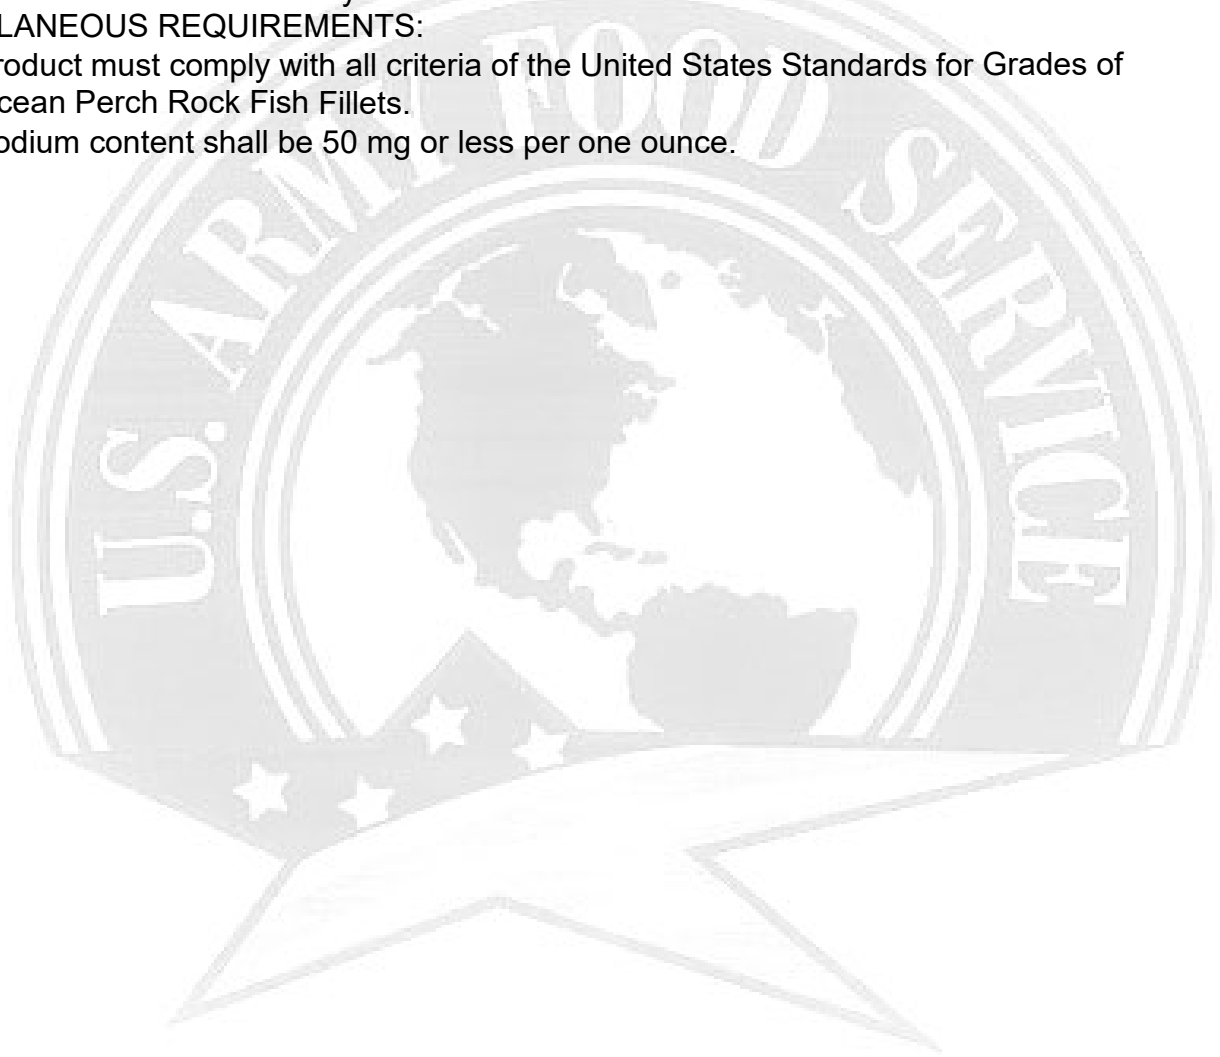 LANEOUS REQUIREMENTS:
roduct must comply with all criteria of the United States Standards for Grades of
cean Perch Rock Fish Fillets.
odium content shall be 50 mg or less per one ounce.
U.S. ARMY FOOD SERVICE